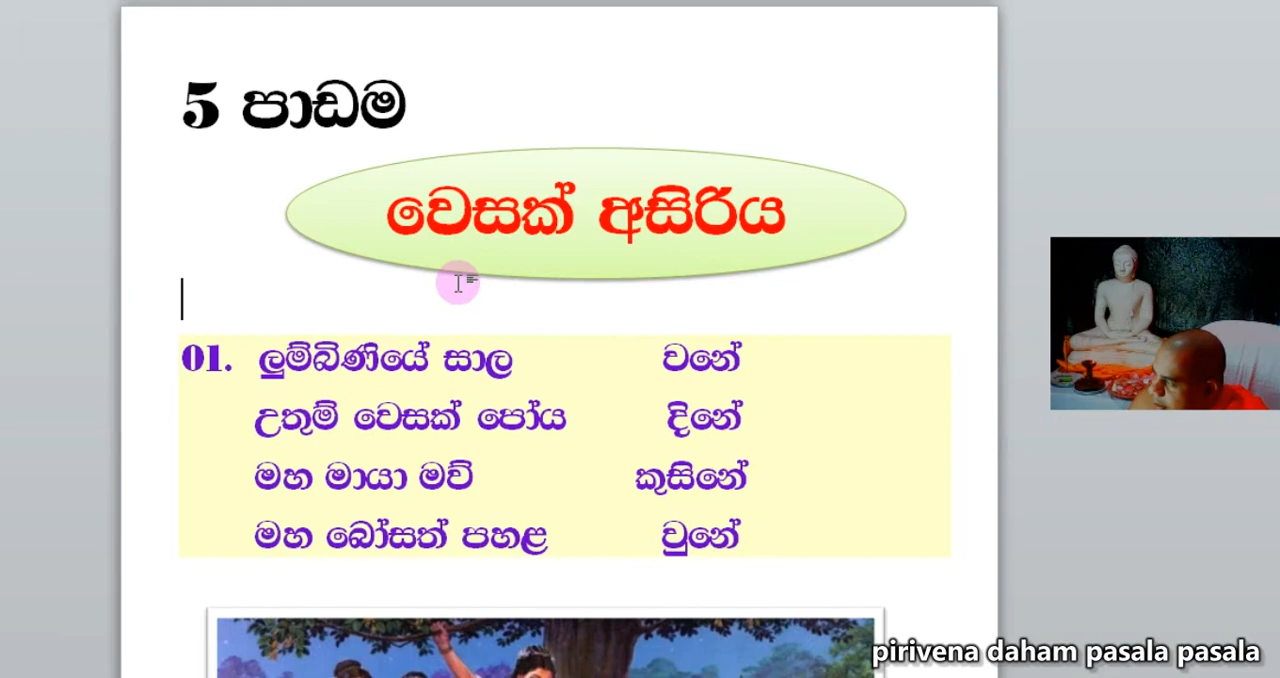 5 පාඩම
වෙසක් අසිරිය
01. ලුම්බිණියේ සාල වනේ
උතුම් වෙසක් පෝය දිනේ
මහ මායා මව් කුසිනේ
මහ බෝසත් පහළ වුනේ
pirivena daham pasala pasala